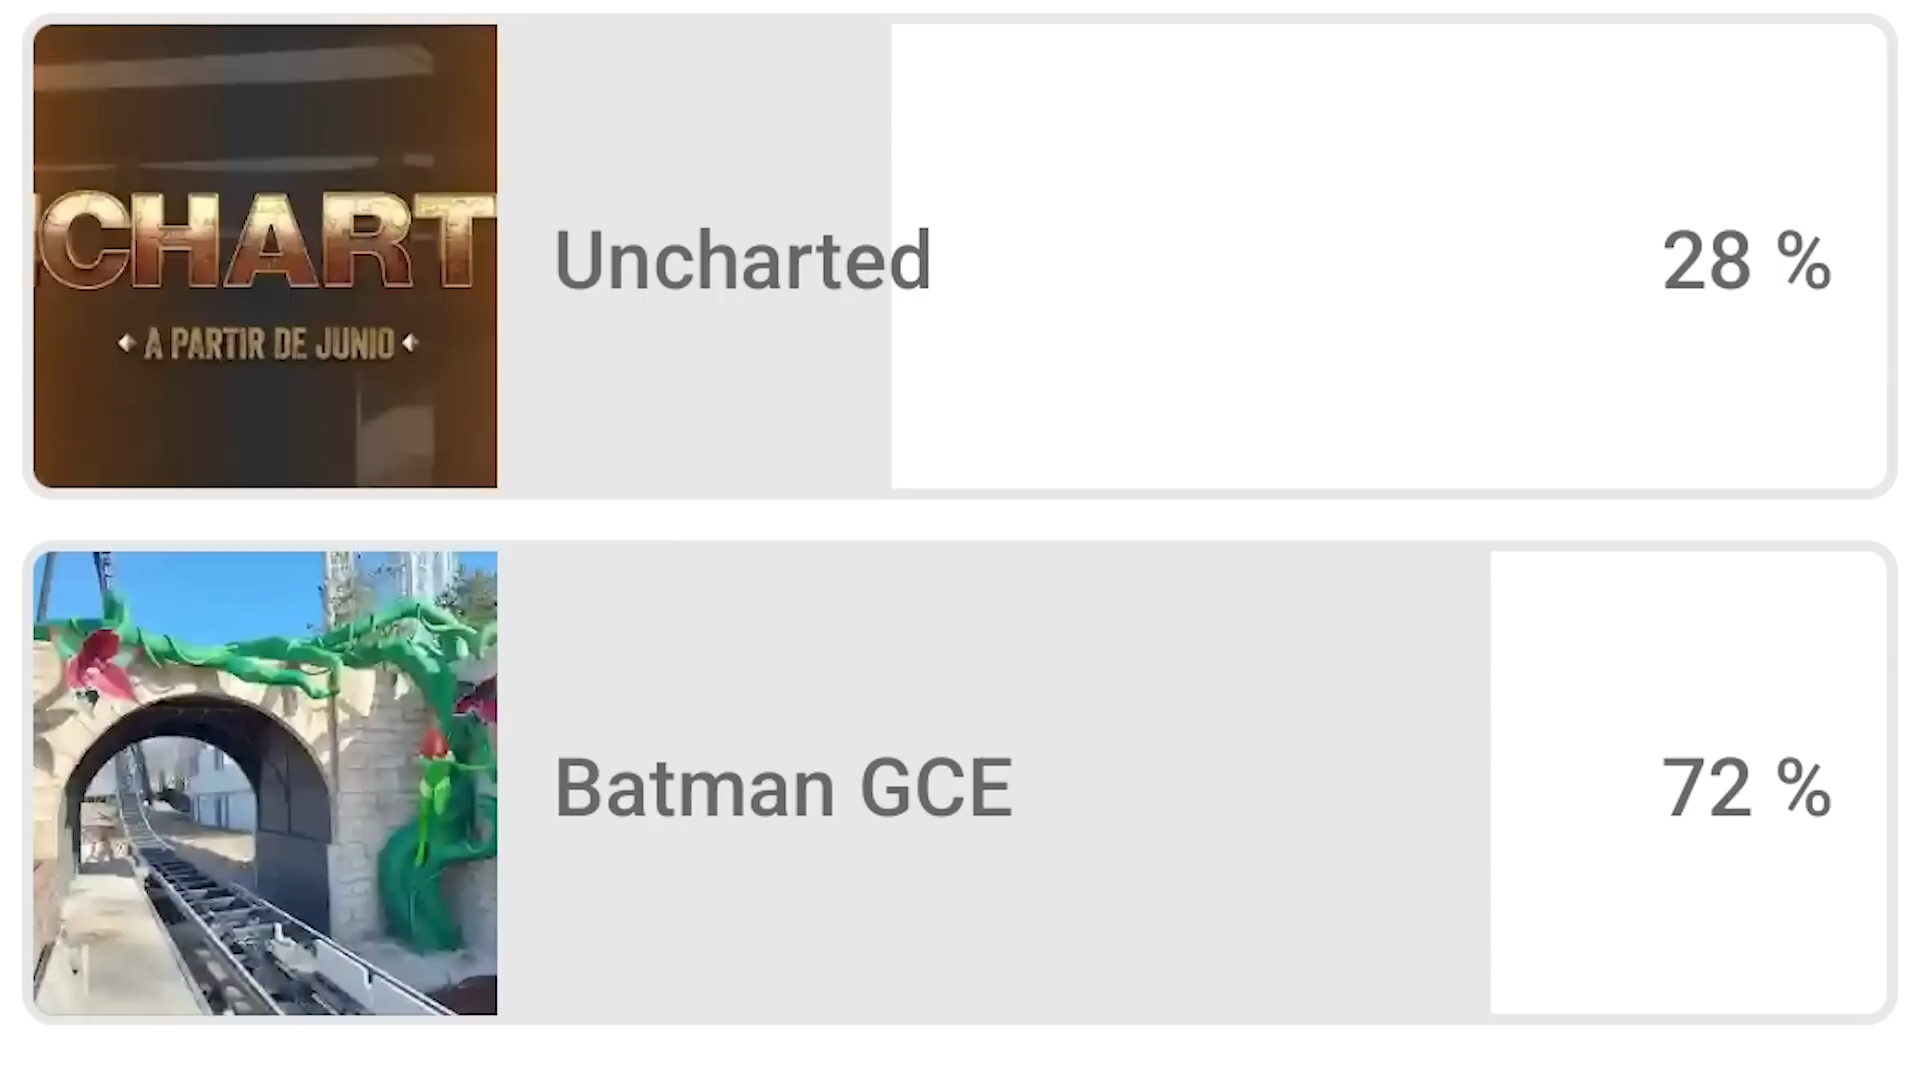 CHART
A PARTIR DE JUNIO
Uncharted
28 %
Batman GCE
72 %